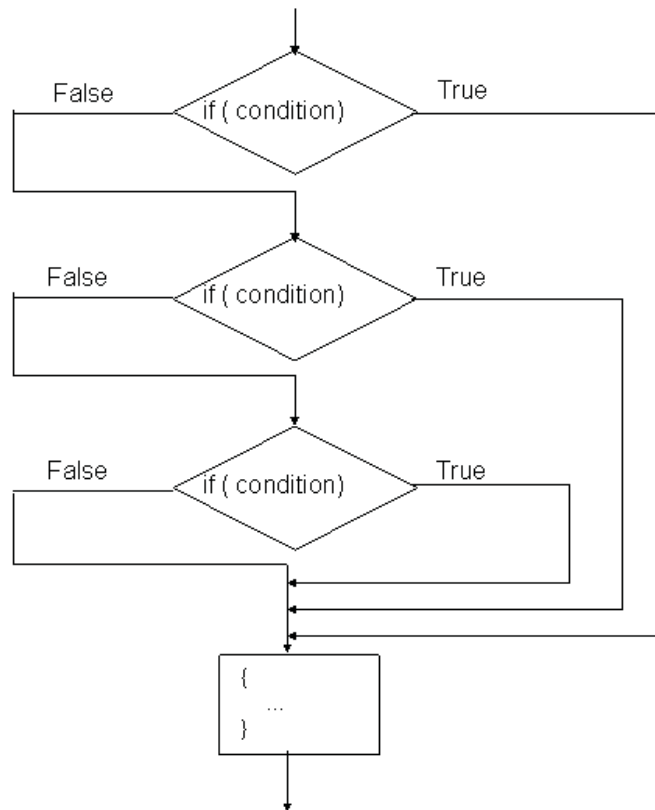 False
if ( condition)
True
False
if ( condition)
True
False
if ( condition)
True
{
...
}